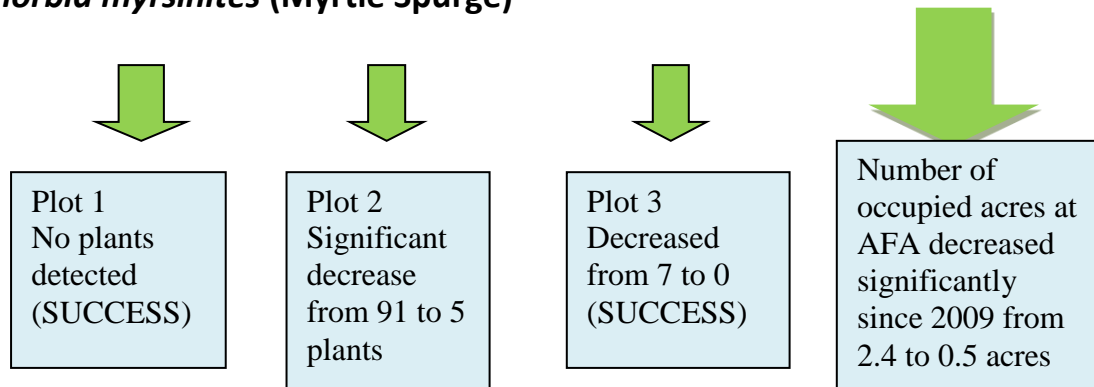 myrsinites (Myrtle Spurge)
Plot 1
No plants
detected
(SUCCESS)
Plot 2
Significant
decrease
from 91 to 5
plants
Plot 3
Decreased
from 7 to 0
(SUCCESS)
Number of
occupied acres at
AFA decreased
significantly
since 2009 from
2.4 to 0.5 acres